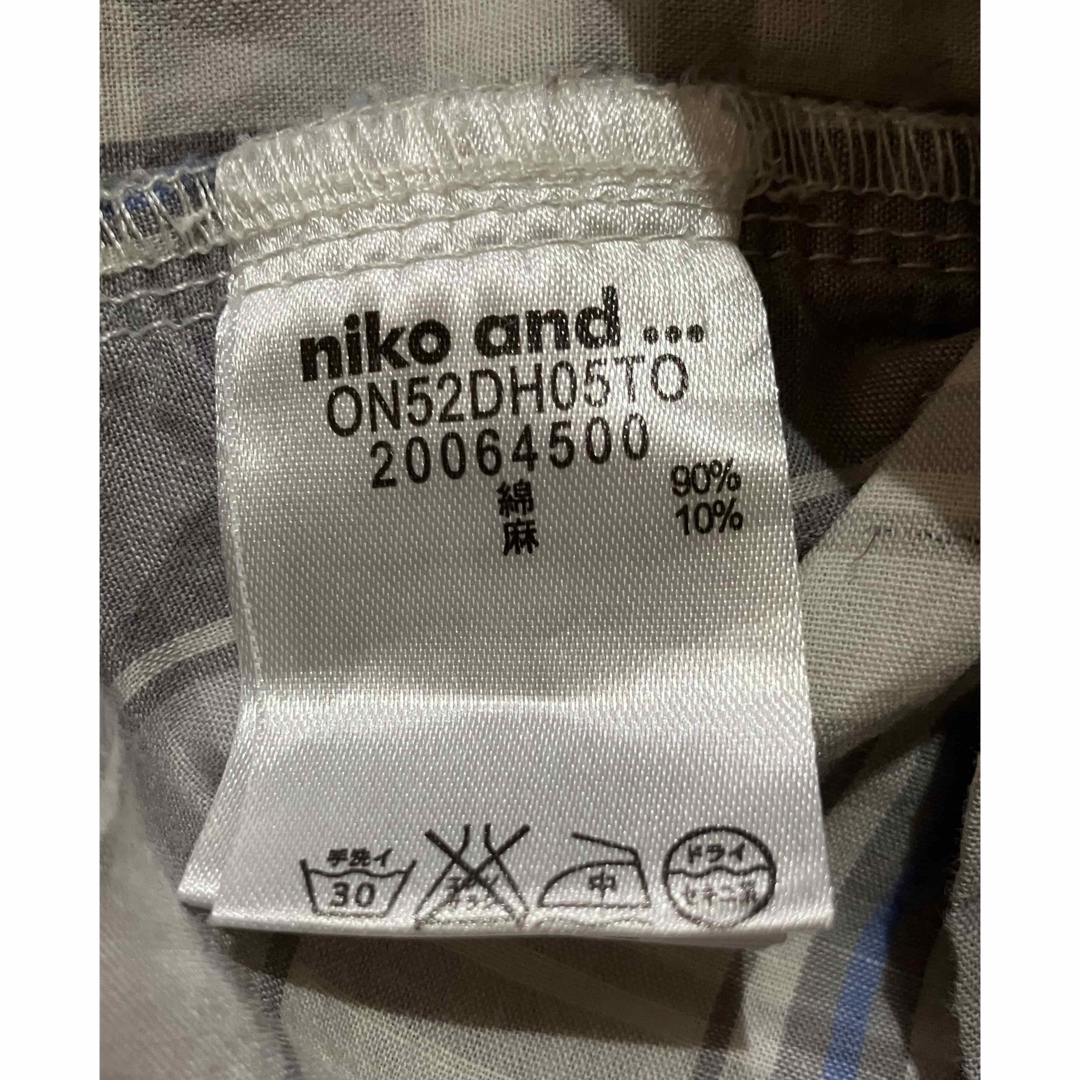 niko and ...
ON52DH05TO
20064500
綿 90%
麻 10%
手洗イ
30
中
ドライ
セキユ系